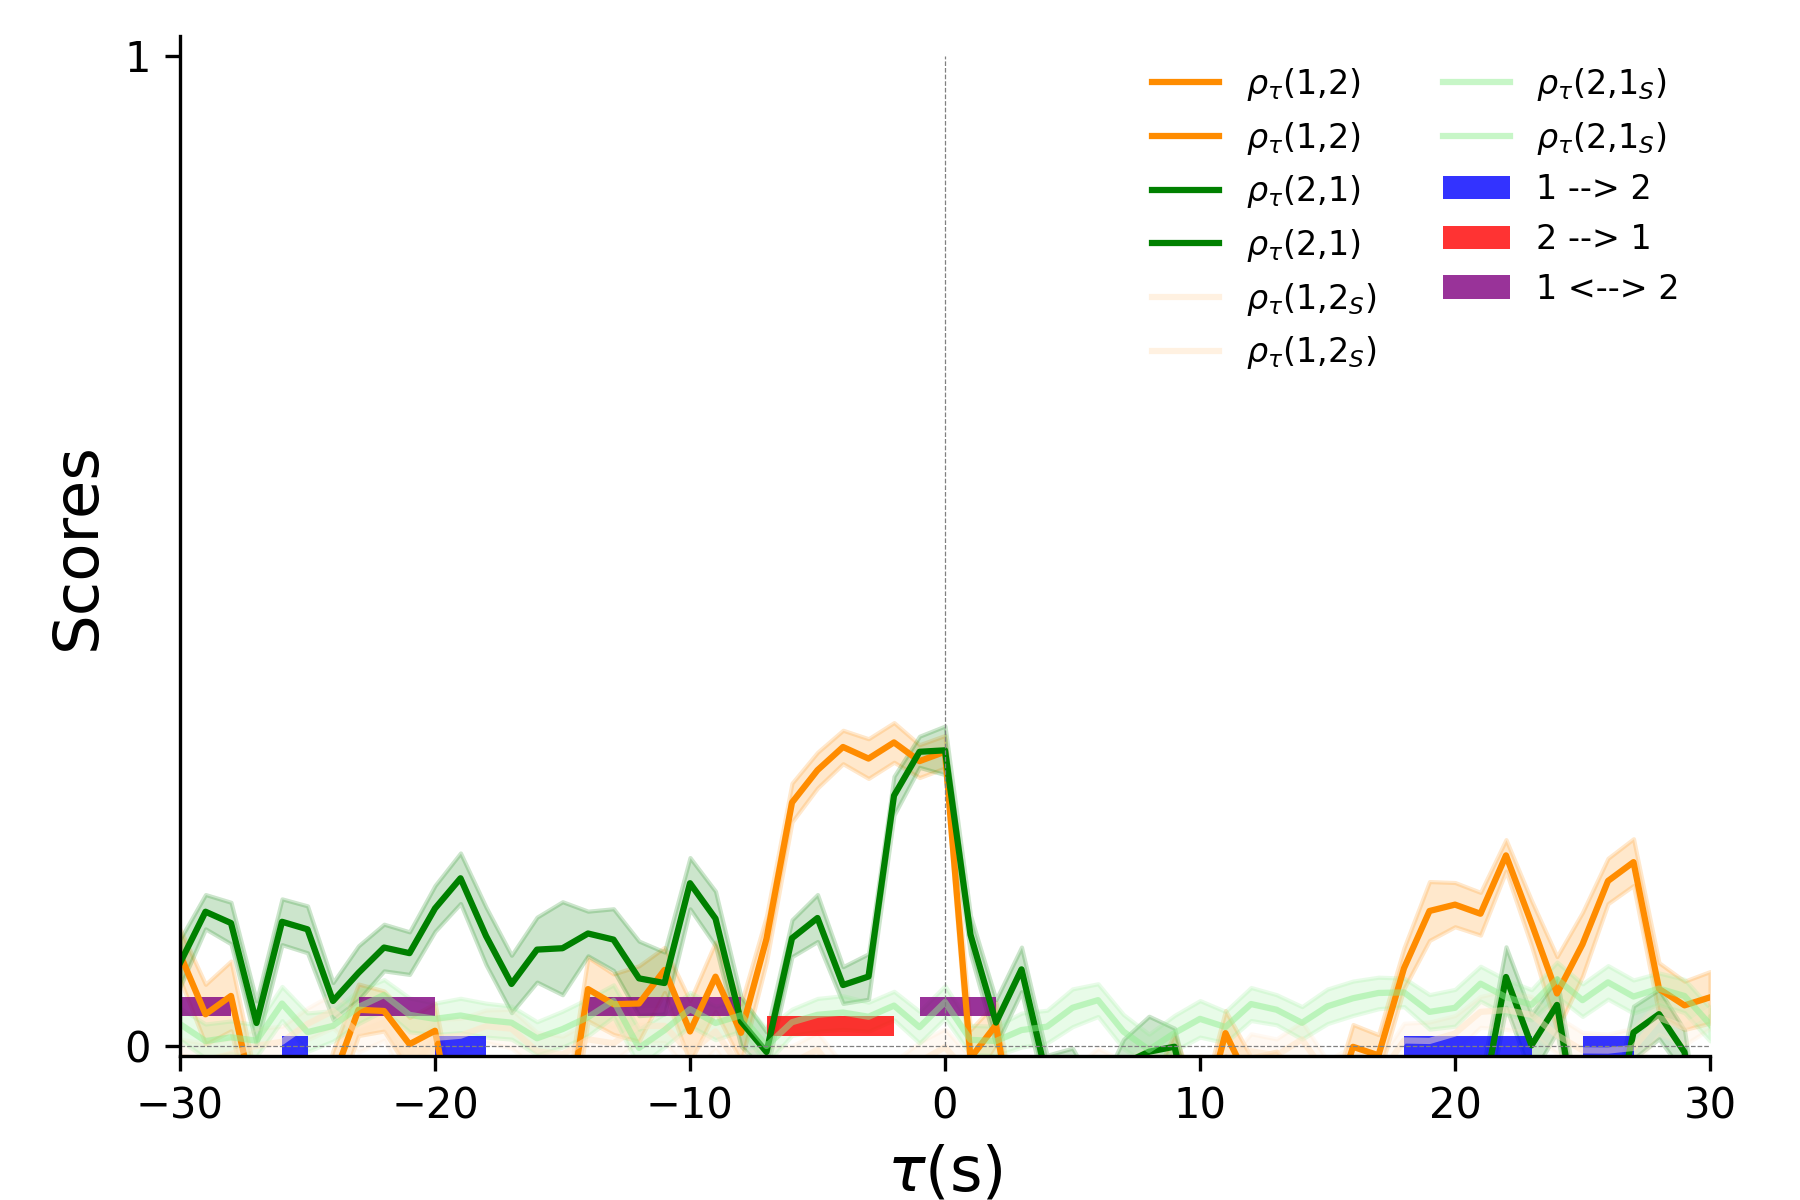 1
ρτ(1,2)
ρτ(1,2)
ρτ(2,1)
ρτ(2,1)
ρτ(1,2S)
ρτ(1,2S)
ρτ(2,1S)
ρτ(2,1S)
1 --> 2
2 --> 1
1 <--> 2
Scores
0
−30 −20 −10 0 10 20 30
τ(s)